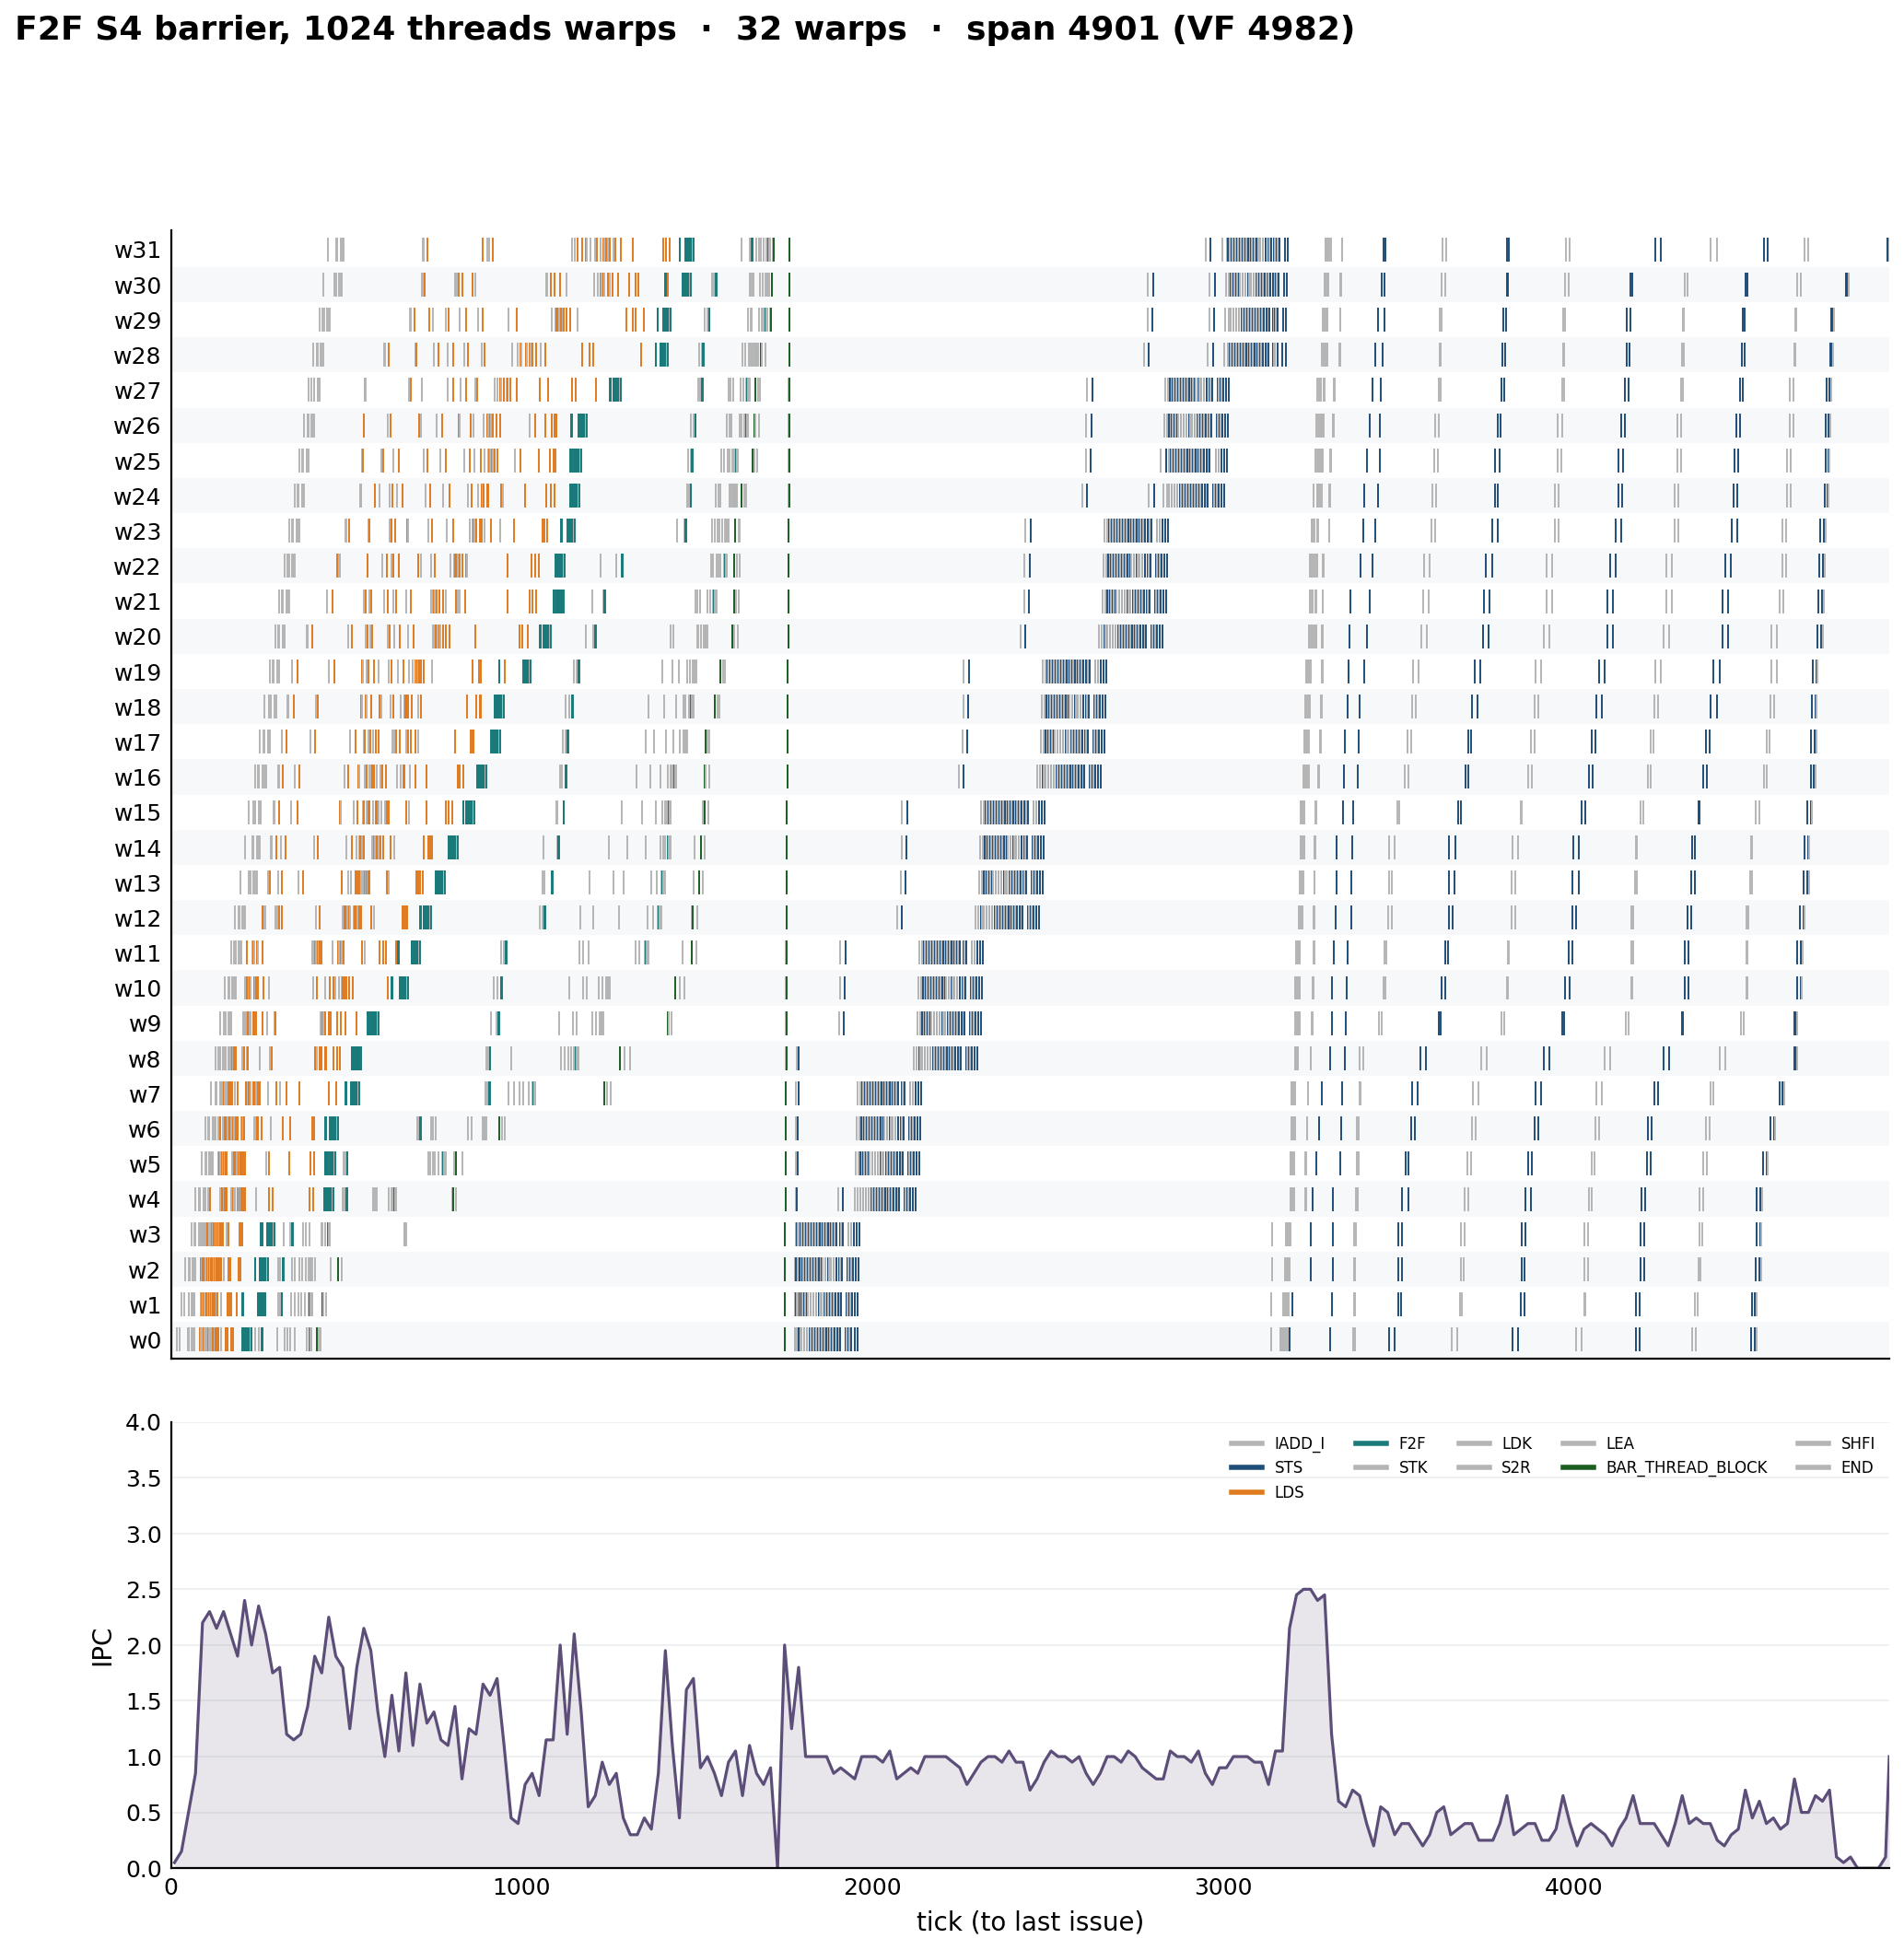 F2F S4 barrier, 1024 threads warps · 32 warps · span 4901 (VF 4982)
w31
w30
w29
w28
w27
w26
w25
w24
w23
w22
w21
w20
w19
w18
w17
w16
w15
w14
w13
w12
w11
w10
w9
w8
w7
w6
w5
w4
w3
w2
w1
w0
4.0
3.5
3.0
2.5
2.0
1.5
1.0
0.5
0.0
IPC
IADD_I F2F LDK LEA SHFI
STS STK S2R BAR_THREAD_BLOCK END
LDS
0 1000 2000 3000 4000
tick (to last issue)